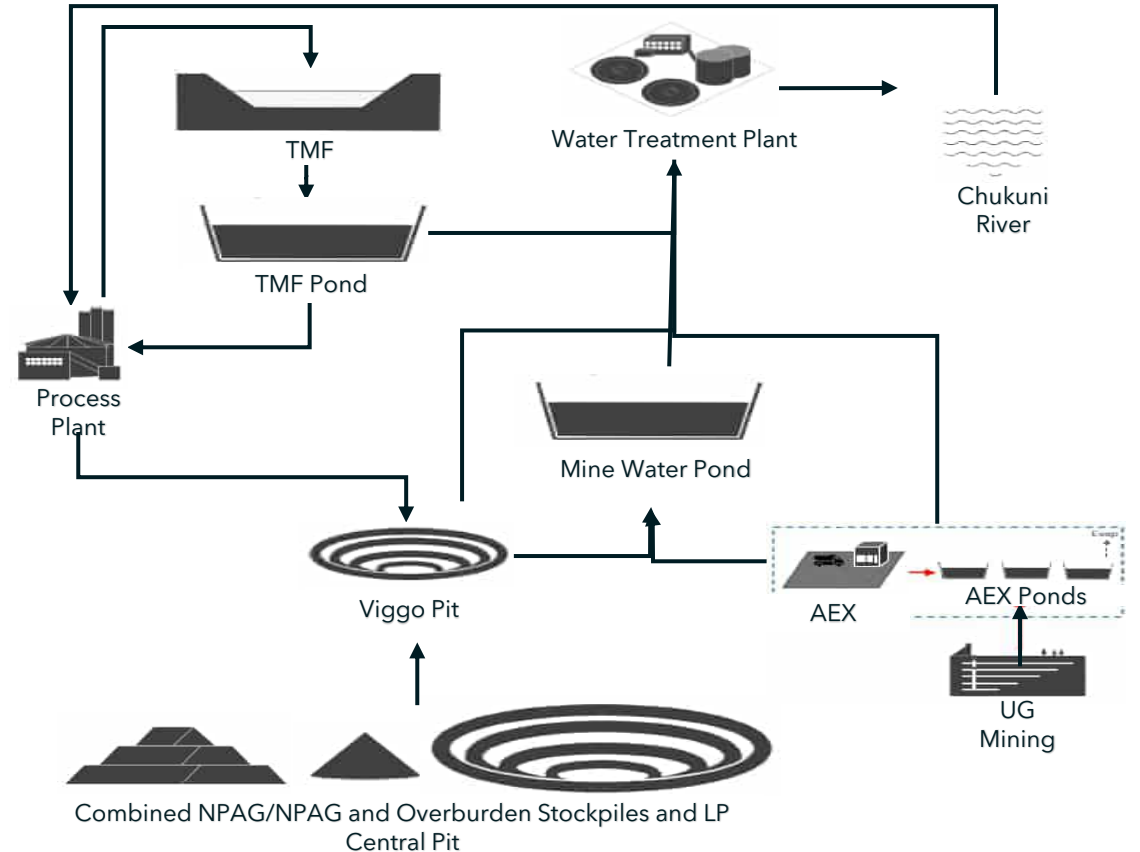 TMF
Water Treatment Plant
Chukuni
River
TMF Pond
Process
Plant
Mine Water Pond
Viggo Pit
AEX
AEX Ponds
UG
Mining
Combined NPAG/NPAG and Overburden Stockpiles and LP
Central Pit